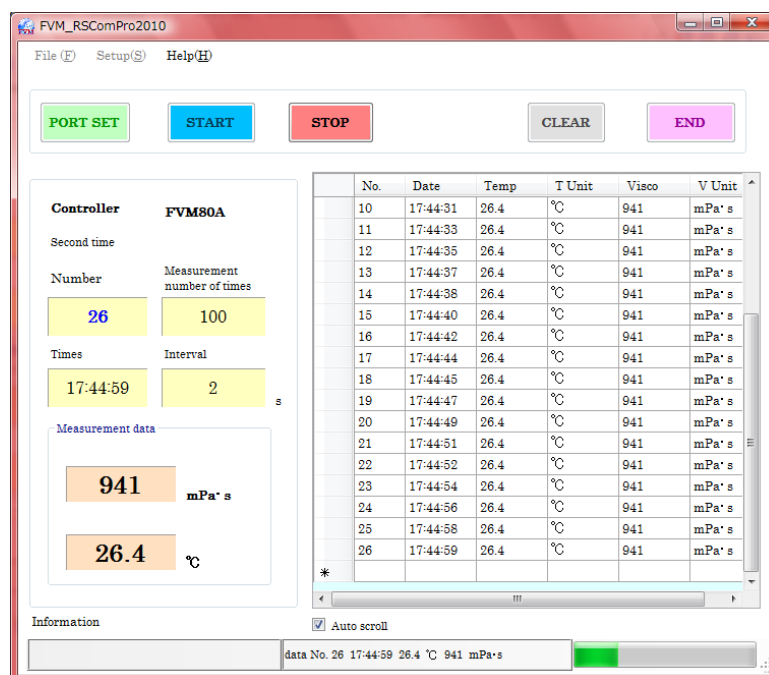 FVM_RSComPro2010
File (F) Setup(S) Help(H)
PORT SET START STOP CLEAR END
Controller FVM80A
Second time
Number Measurement number of times
26 100
Times Interval
17:44:59 2 s
Measurement data
941 mPa・s
26.4 ℃
No. Date Temp T Unit Visco V Unit
10 17:44:31 26.4 ℃ 941 mPa・s
11 17:44:33 26.4 ℃ 941 mPa・s
12 17:44:35 26.4 ℃ 941 mPa・s
13 17:44:37 26.4 ℃ 941 mPa・s
14 17:44:38 26.4 ℃ 941 mPa・s
15 17:44:40 26.4 ℃ 941 mPa・s
16 17:44:42 26.4 ℃ 941 mPa・s
17 17:44:44 26.4 ℃ 941 mPa・s
18 17:44:45 26.4 ℃ 941 mPa・s
19 17:44:47 26.4 ℃ 941 mPa・s
20 17:44:49 26.4 ℃ 941 mPa・s
21 17:44:51 26.4 ℃ 941 mPa・s
22 17:44:52 26.4 ℃ 941 mPa・s
23 17:44:54 26.4 ℃ 941 mPa・s
24 17:44:56 26.4 ℃ 941 mPa・s
25 17:44:58 26.4 ℃ 941 mPa・s
26 17:44:59 26.4 ℃ 941 mPa・s
Auto scroll
Information
data No. 26 17:44:59 26.4 ℃ 941 mPa・s